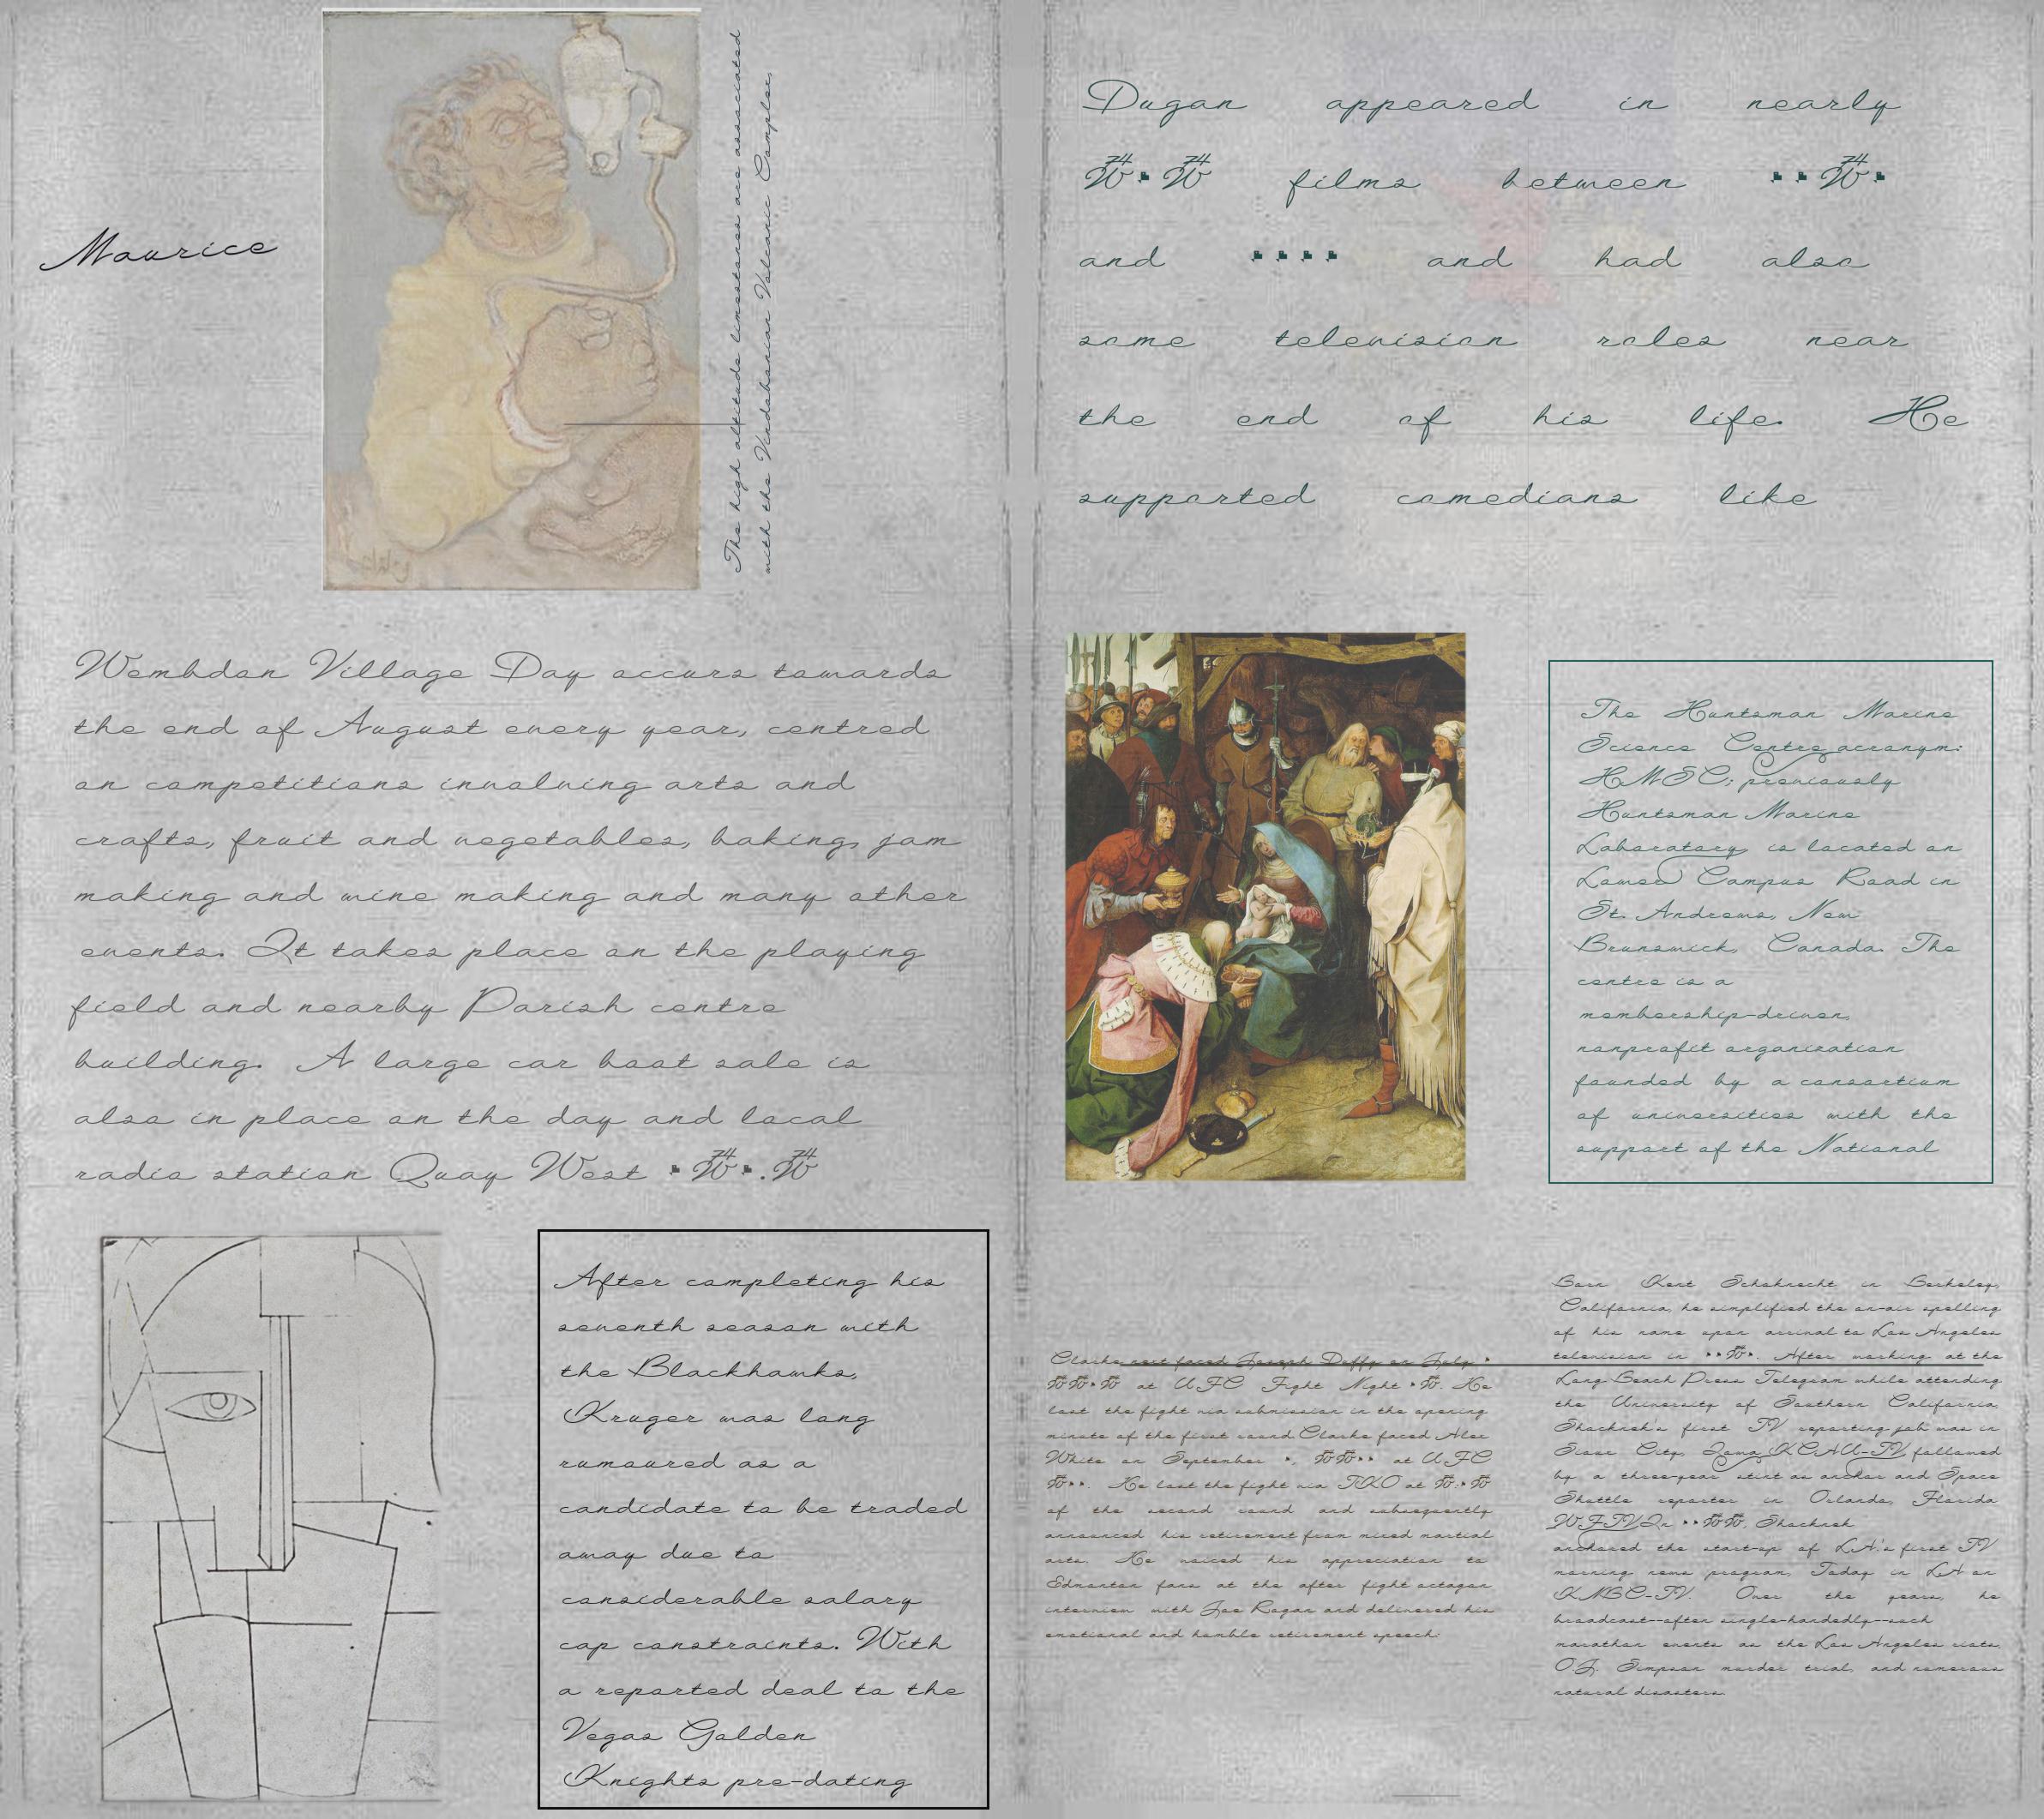 Maurice
The high altitude limestones are associated
with the Vindobonian Volcanic Complex.
Wembdon Village Day occurs towards
the end of August every year, centred
on competitions involving arts and
crafts, fruit and vegetables, baking, jam
making and wine making and many other
events. It takes place on the playing
field and nearby Parish centre
building. A large car boot sale is
also in place on the day and local
radio station Quay West
After completing his
seventh season with
the Blackhawks,
Kruger was long
rumoured as a
candidate to be traded
away due to
considerable salary
cap constraints. With
a reported deal to the
Vegas Golden
Knights pre-dating
Dugan appeared in nearly
films between
and and had also
some television roles near
the end of his life. He
supported comedians like
The Huntsman Marine
Science Centre acronym:
HMSC; previously
Huntsman Marine
Laboratory is located on
Lower Campus Road in
St. Andrews, New
Brunswick, Canada. The
centre is a
membership-driven,
nonprofit organization
founded by a consortium
of universities with the
support of the National
Clarke next faced Joseph Duffy on July
at UFC Fight Night . He
lost the fight via submission in the opening
minute of the first round.Clarke faced Alex
White on September , at UFC
. He lost the fight via TKO at
of the second round and subsequently
announced his retirement from mixed martial
arts. He voiced his appreciation to
Edmonton fans at the after fight octagon
interview with Joe Rogan and delivered his
emotional and humble retirement speech:
Born Kent Schoknecht in Berkeley,
California, he simplified the on-air spelling
of his name upon arrival to Los Angeles
television in . After working at the
Long Beach Press Telegram while attending
the University of Southern California
Shocknek's first TV reporting job was in
Sioux City, Iowa KCAU-TV, followed
by a three-year stint as anchor and Space
Shuttle reporter in Orlando, Florida
WFTV.In , Shocknek
anchored the start-up of LA's first TV
morning news program, Today in LA on
KNBC-TV. Over the years, he
broadcast--often single-handedly--such
marathon events as the Los Angeles riots,
O.J. Simpson murder trial, and numerous
natural disasters.